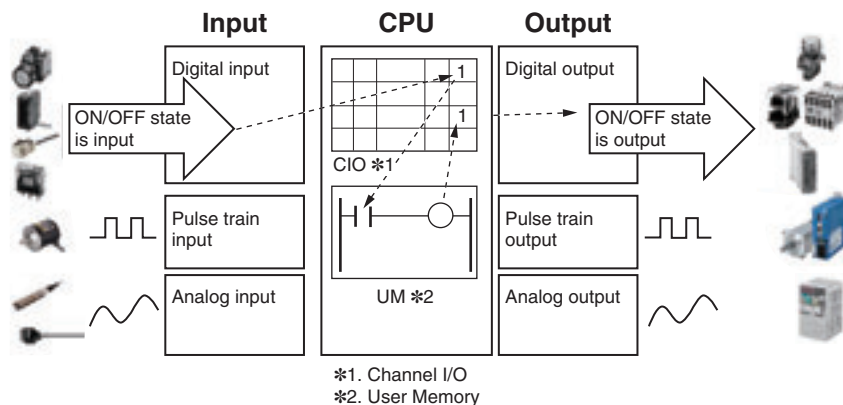 Input
CPU
Output
Digital input
1
1
Digital output
ON/OFF state
is input
ON/OFF state
is output
CIO ✻1
Pulse train
input
Pulse train
output
Analog input
UM ✻2
Analog output
✻1. Channel I/O
✻2. User Memory